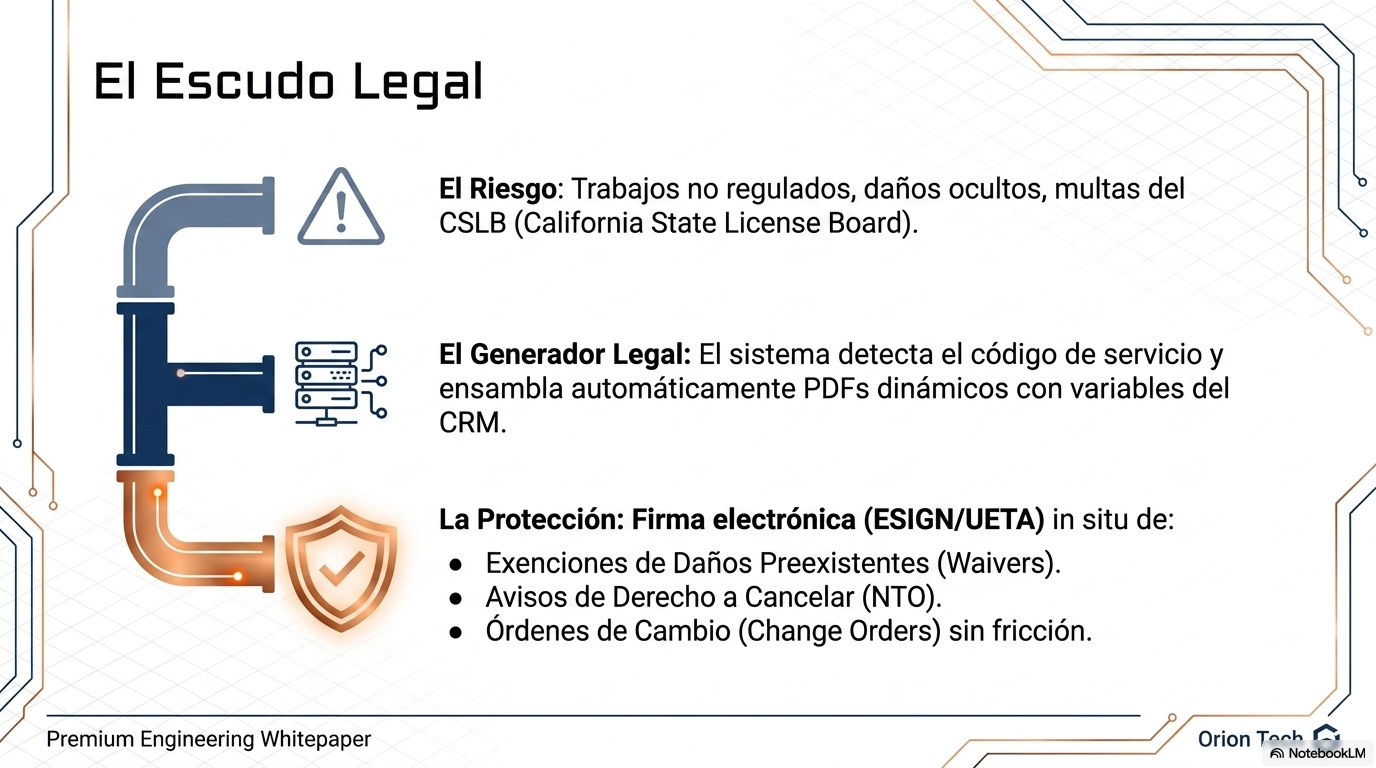 El Escudo Legal
El Riesgo: Trabajos no regulados, daños ocultos, multas del
CSLB (California State License Board).
El Generador Legal: El sistema detecta el código de servicio y
ensambla automáticamente PDFs dinámicos con variables del
CRM.
La Protección: Firma electrónica (ESIGN/UETA) in situ de:
● Exenciones de Daños Preexistentes (Waivers).
● Avisos de Derecho a Cancelar (NTO).
● Órdenes de Cambio (Change Orders) sin fricción.
Premium Engineering Whitepaper
Orion Tech
NotebookLM